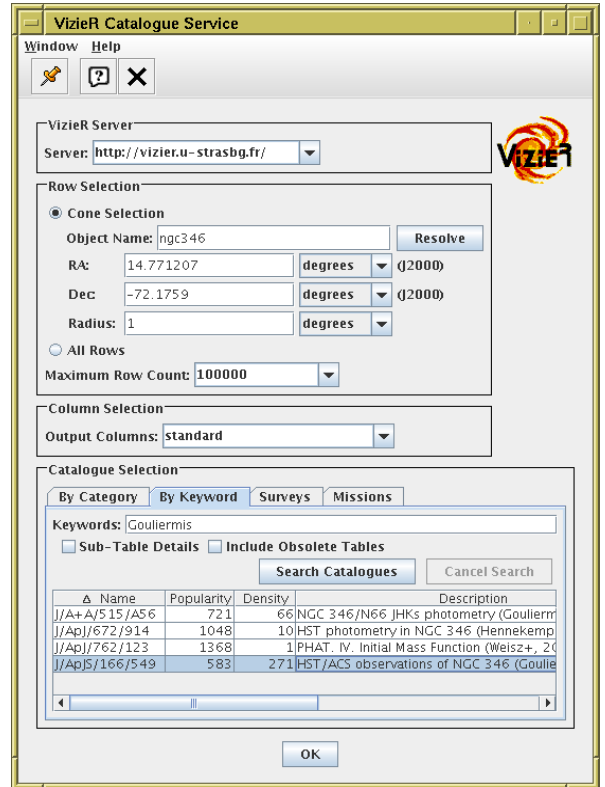 VizieR Catalogue Service
Window Help
VizieR Server
Server: http://vizier.u-strasbg.fr/
VIZIER
Row Selection
Cone Selection
Object Name: ngc346 Resolve
RA: 14.771207 degrees (J2000)
Dec: -72.1759 degrees (J2000)
Radius: 1 degrees
All Rows
Maximum Row Count: 100000
Column Selection
Output Columns: standard
Catalogue Selection
By Category By Keyword Surveys Missions
Keywords: Gouliermis
Sub-Table Details Include Obsolete Tables
Search Catalogues Cancel Search
Name Popularity Density Description
J/A+A/515/A56 721 66 NGC 346/N66 JHKs photometry (Goulierm
J/ApJ/672/914 1048 10 HST photometry in NGC 346 (Hennekemp
J/ApJ/762/123 1368 1 PHAT. IV. Initial Mass Function (Weisz+, 20
J/ApJS/166/549 583 271 HST/ACS observations of NGC 346 (Goulie
OK